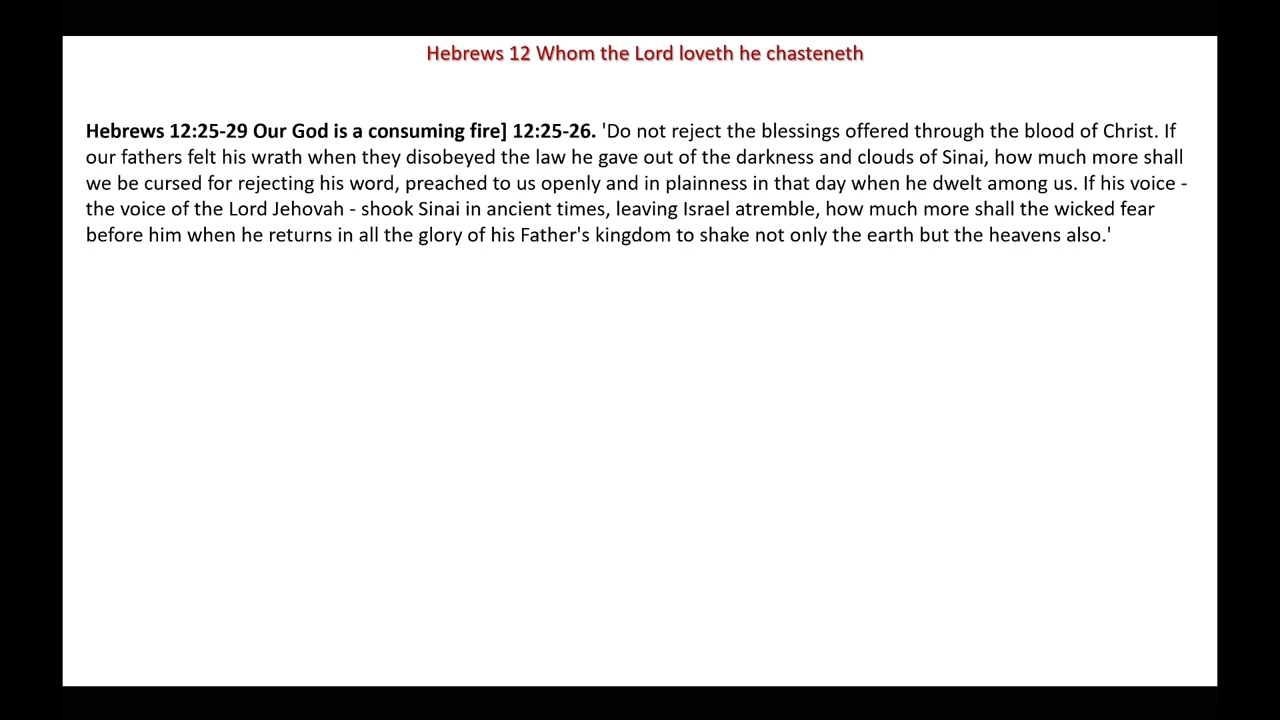 Hebrews 12 Whom the Lord loveth he chasteneth
Hebrews 12:25-29 Our God is a consuming fire] 12:25-26. 'Do not reject the blessings offered through the blood of Christ. If
our fathers felt his wrath when they disobeyed the law he gave out of the darkness and clouds of Sinai, how much more shall
we be cursed for rejecting his word, preached to us openly and in plainness in that day when he dwelt among us. If his voice -
the voice of the Lord Jehovah - shook Sinai in ancient times, leaving Israel atremble, how much more shall the wicked fear
before him when he returns in all the glory of his Father's kingdom to shake not only the earth but the heavens also.'